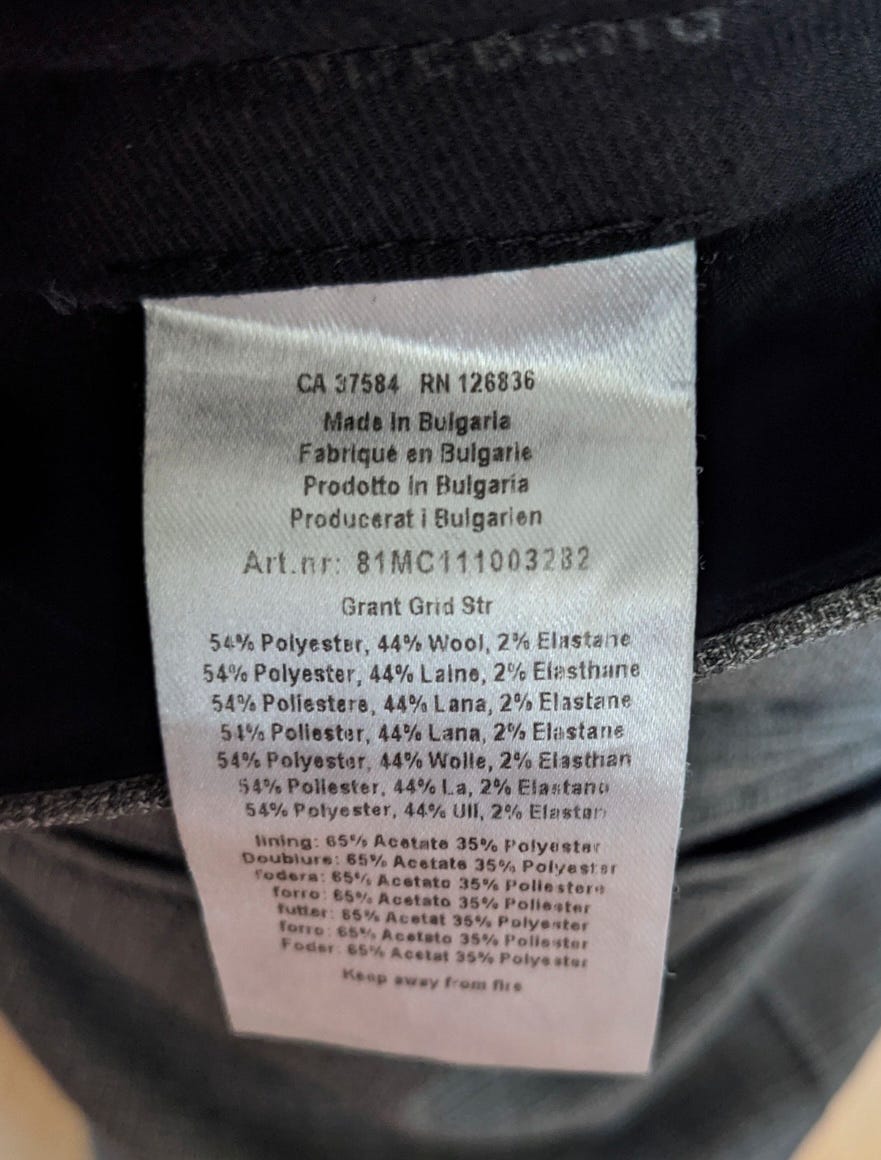 CA 37584 RN 126836
Made in Bulgaria
Fabriqué en Bulgarie
Prodotto in Bulgaria
Producerat i Bulgarien
Art.nr: 81MC111003282
Grant Grid Str
54% Polyester, 44% Wool, 2% Elastane
54% Polyester, 44% Laine, 2% Elasthane
54% Poliestere, 44% Lana, 2% Elastane
54% Poliester, 44% Lana, 2% Elastane
54% Polyester, 44% Wolle, 2% Elasthan
54% Poliester, 44% La, 2% Elastano
54% Polyester, 44% Ull, 2% Elastan
lining: 65% Acetate 35% Polyester
Doublure: 65% Acetate 35% Polyester
fodera: 65% Acetato 35% Poliestere
forro: 65% Acetato 35% Poliester
futter: 65% Acetat 35% Polyester
forro: 65% Acetato 35% Poliester
Foder: 65% Acetat 35% Polyester
Keep away from fire